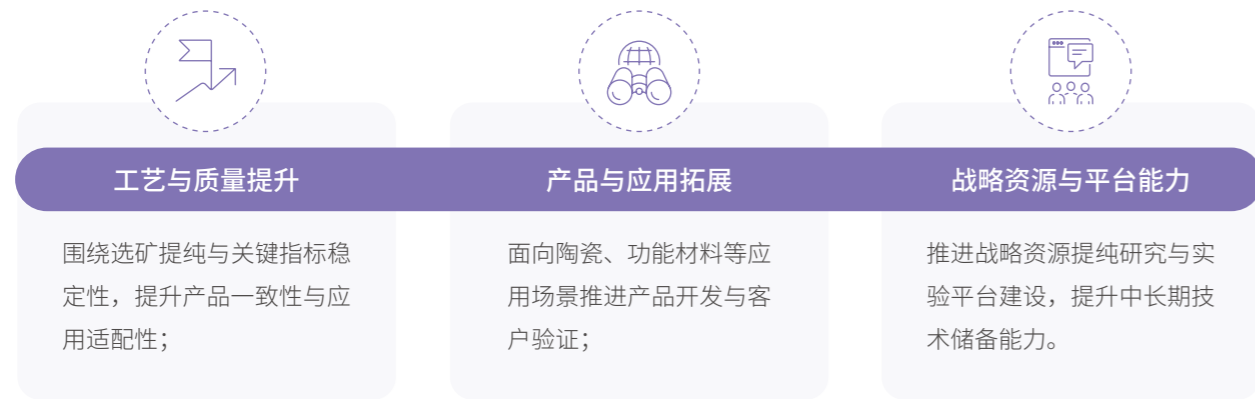 工艺与质量提升
围绕选矿提纯与关键指标稳
定性，提升产品一致性与应
用适配性；
产品与应用拓展
面向陶瓷、功能材料等应
用场景推进产品开发与客
户验证；
战略资源与平台能力
推进战略资源提纯研究与实
验平台建设，提升中长期技
术储备能力。